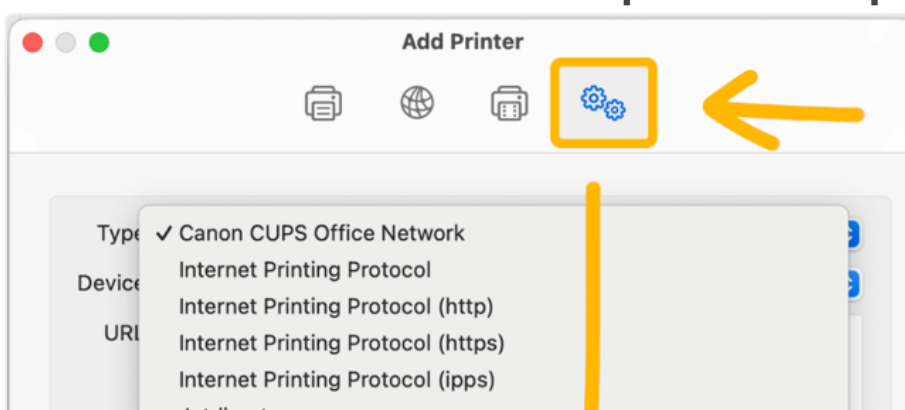 Add Printer
Type ✓ Canon CUPS Office Network
Device Internet Printing Protocol
Internet Printing Protocol (http)
URL Internet Printing Protocol (https)
Internet Printing Protocol (ipps)